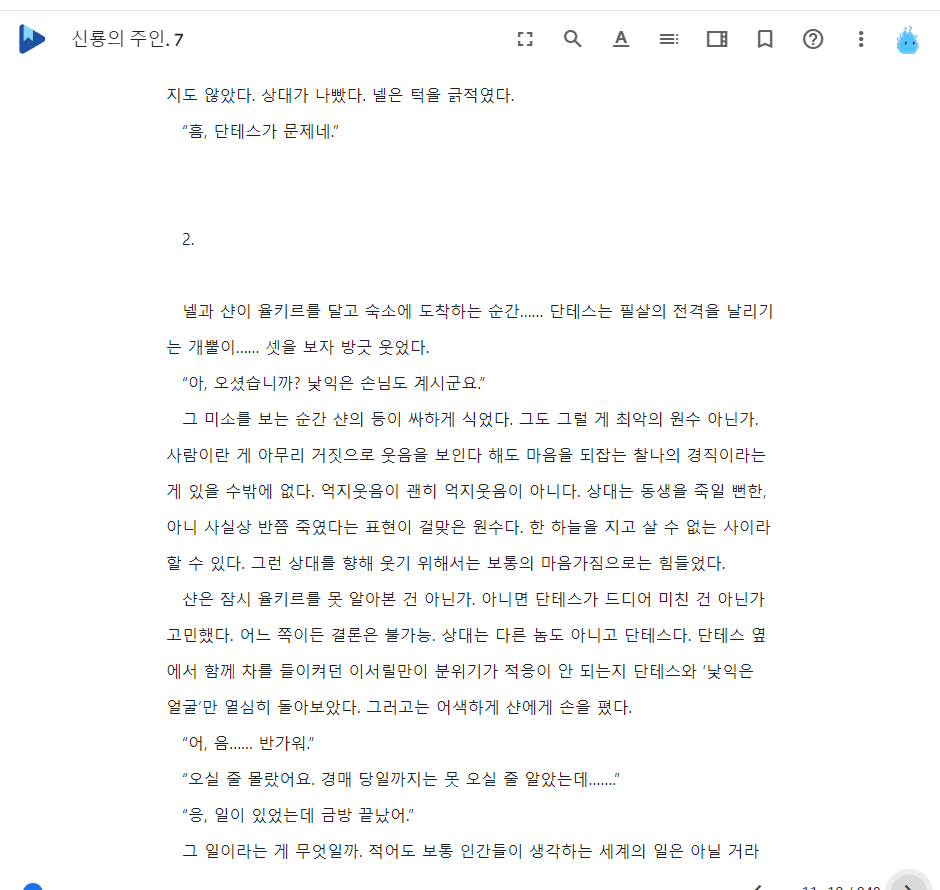 신룡의 주인. 7
지도 않았다. 상대가 나빴다. 넬은 턱을 긁적였다.
“흠, 단테스가 문제네.”
2.
넬과 샨이 율키르를 달고 숙소에 도착하는 순간...... 단테스는 필살의 전격을 날리기
는 개뿔이...... 셋을 보자 방긋 웃었다.
“아, 오셨습니까? 낯익은 손님도 계시군요.”
그 미소를 보는 순간 샨의 등이 싸하게 식었다. 그도 그럴 게 최악의 원수 아닌가.
사람이란 게 아무리 거짓으로 웃음을 보인다 해도 마음을 되잡는 찰나의 경직이라는
게 있을 수밖에 없다. 억지웃음이 괜히 억지웃음이 아니다. 상대는 동생을 죽일 뻔한,
아니 사실상 반쯤 죽였다는 표현이 걸맞은 원수다. 한 하늘을 지고 살 수 없는 사이라
할 수 있다. 그런 상대를 향해 웃기 위해서는 보통의 마음가짐으로는 힘들었다.
샨은 잠시 율키르를 못 알아본 건 아닌가. 아니면 단테스가 드디어 미친 건 아닌가
고민했다. 어느 쪽이든 결론은 불가능. 상대는 다른 놈도 아니고 단테스다. 단테스 옆
에서 함께 차를 들이켜던 이서릴만이 분위기가 적응이 안 되는지 단테스와 ‘낯익은
얼굴’만 열심히 돌아보았다. 그러고는 어색하게 샨에게 손을 폈다.
“어, 음...... 반가워.”
“오실 줄 몰랐어요. 경매 당일까지는 못 오실 줄 알았는데.......”
“응, 일이 있었는데 금방 끝났어.”
그 일이라는 게 무엇일까. 적어도 보통 인간들이 생각하는 세계의 일은 아닐 거라